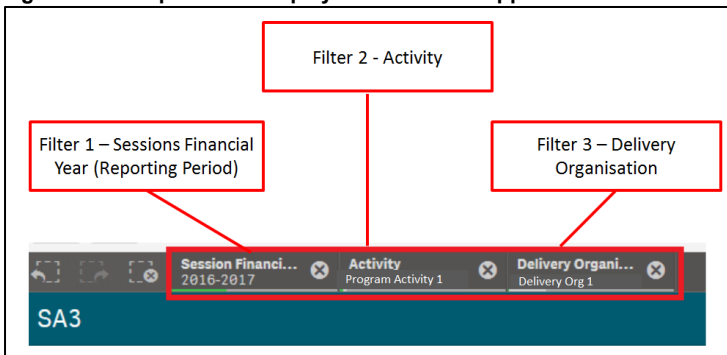 Filter 2 - Activity
Filter 1 – Sessions Financial
Year (Reporting Period)
Filter 3 – Delivery
Organisation
Session Financi...
2016-2017
Activity
Program Activity 1
Delivery Organi...
Delivery Org 1
SA3